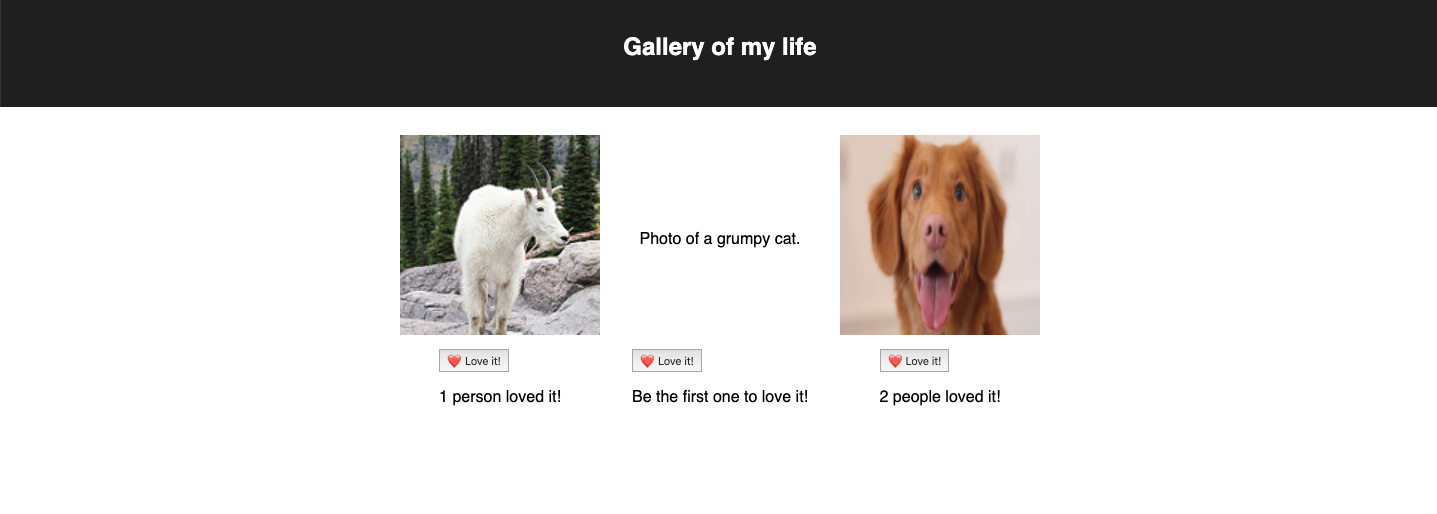 Gallery of my life
Photo of a grumpy cat.
❤️ Love it!
❤️ Love it!
❤️ Love it!
1 person loved it!
Be the first one to love it!
2 people loved it!